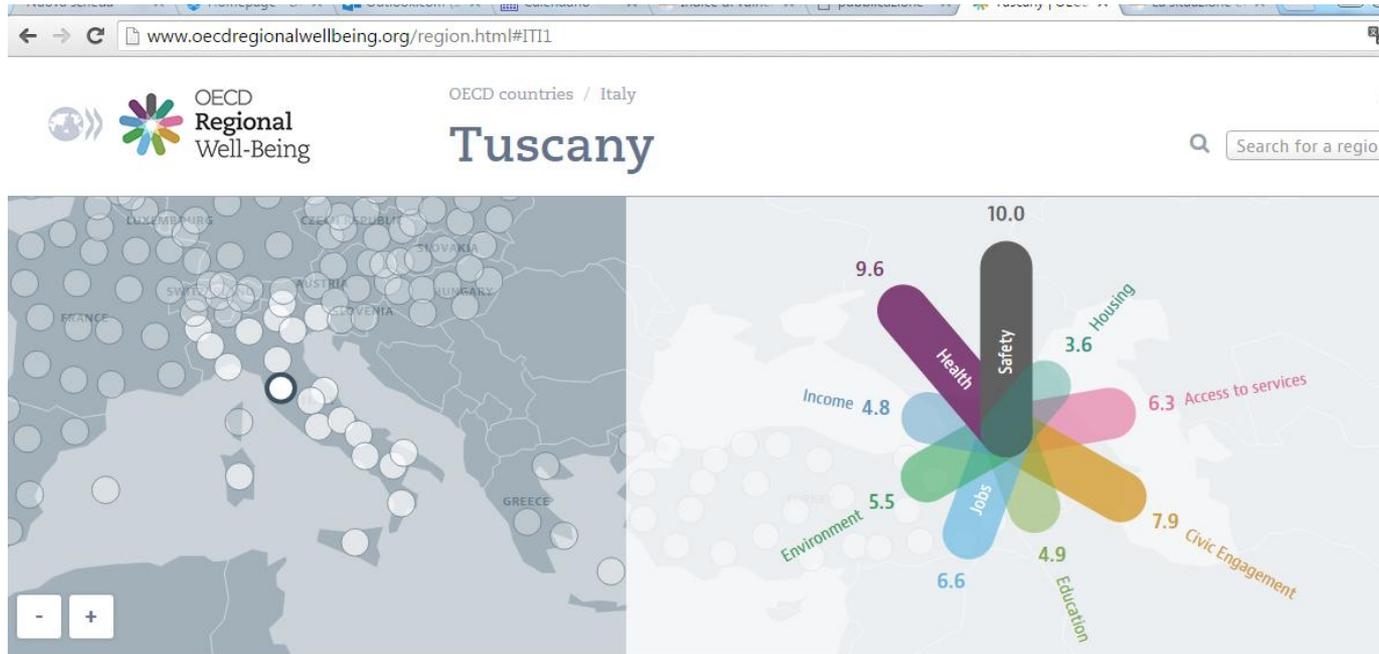 www.oecdregionalwellbeing.org/region.html#ITI1
OECD
Regional
Well-Being
OECD countries / Italy
Tuscany
Search for a regio
LUXEMBOURG
CZECH REPUBLIC
SLOVAKIA
AUSTRIA
SWITZERLAND
HUNGARY
SLOVENIA
FRANCE
GREECE
- +
10.0
Safety
9.6
Health
3.6 Housing
Income 4.8
6.3 Access to services
5.5
Environment
Jobs
6.6
4.9
Education
7.9 Civic Engagement